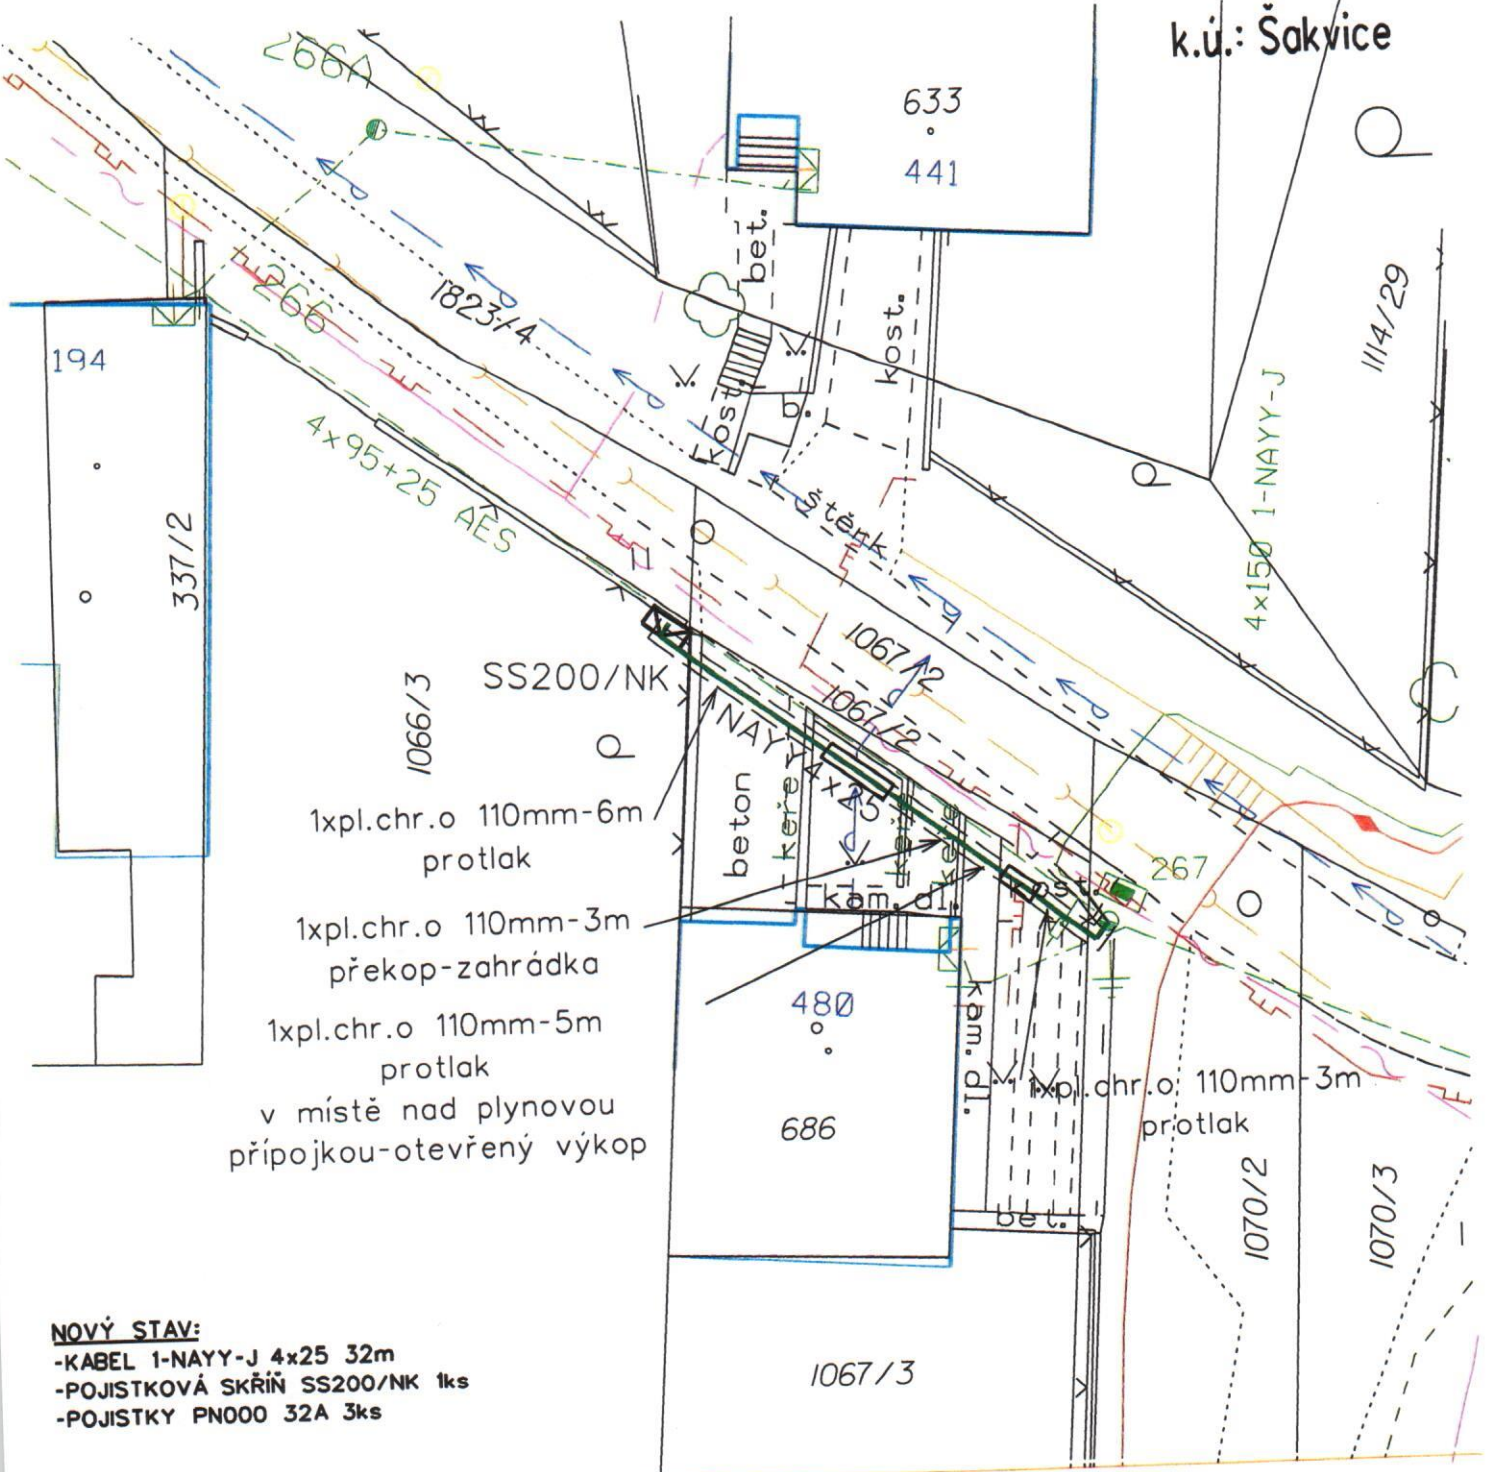 k.ú.: Šakvice
266A
633
441
bet.
266
1823/4
kost.
1114/29
194
4x150 1-NAYY-J
kost.
b.
4x95+25 AES
štěrk
337/2
1067/2
SS200/NK
1067/2
1066/3
NAYY 4x25
1xpl.chr.o 110mm-6m
protlak
beton
keře
keře
keře
267
kost.
kam. dl.
1xpl.chr.o 110mm-3m
překop-zahrádka
480
1xpl.chr.o 110mm-5m
protlak
v místě nad plynovou
přípojkou-otevřený výkop
kam. dl.
1xpl.chr.o 110mm-3m
protlak
686
1070/2
1070/3
bet.
1067/3
NOVÝ STAV:
-KABEL 1-NAYY-J 4x25 32m
-POJISTKOVÁ SKŘÍŇ SS200/NK 1ks
-POJISTKY PN000 32A 3ks